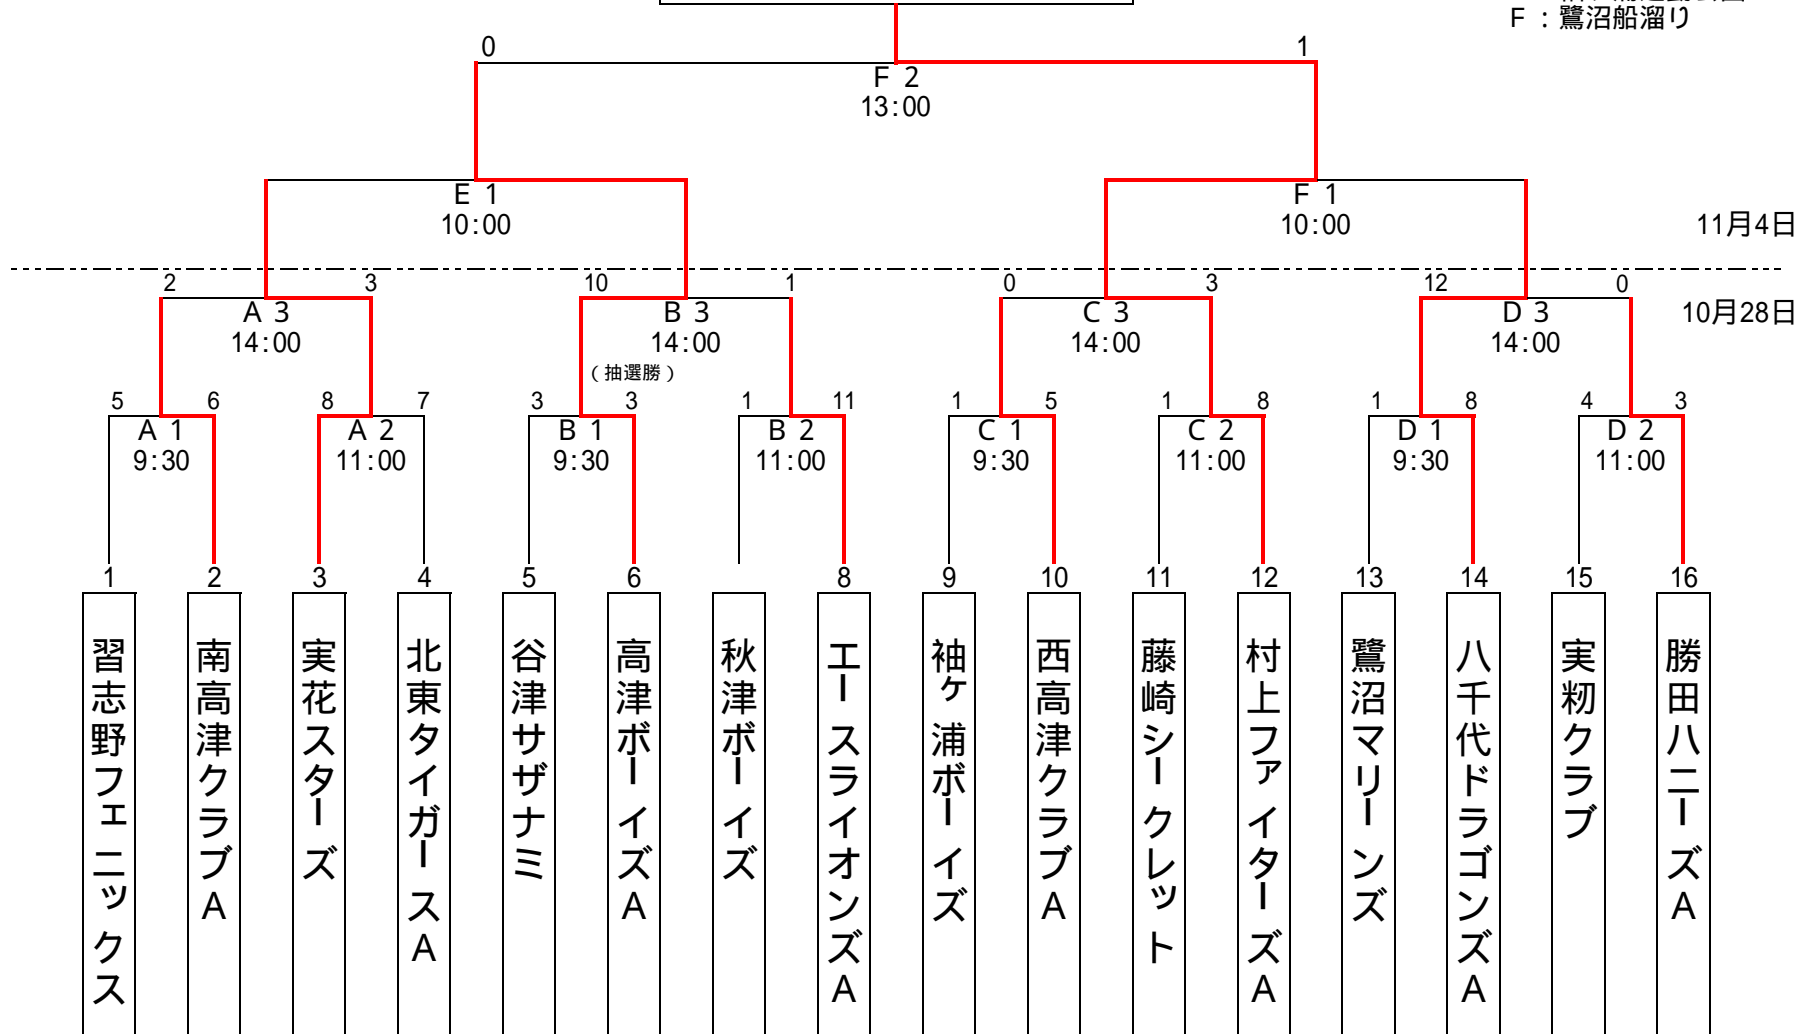 F：鷺沼船溜り
0 1
F 2
13:00
E 1 F 1
10:00 10:00 11月4日
2 3 10 1 0 3 12 0
A 3 B 3 C 3 D 3 10月28日
14:00 14:00 14:00 14:00
（抽選勝）
5 6 8 7 3 3 1 11 1 5 1 8 1 8 4 3
A 1 A 2 B 1 B 2 C 1 C 2 D 1 D 2
9:30 11:00 9:30 11:00 9:30 11:00 9:30 11:00
1 2 3 4 5 6 8 9 10 11 12 13 14 15 16
習志野フェニックス
南高津クラブA
実花スターズ
北東タイガースA
谷津サザナミ
高津ボーイズA
秋津ボーイズ
エースライオンズA
袖ヶ浦ボーイズ
西高津クラブA
藤崎シークレット
村上ファイターズA
鷺沼マリーンズ
八千代ドラゴンズA
実籾クラブ
勝田ハニーズA